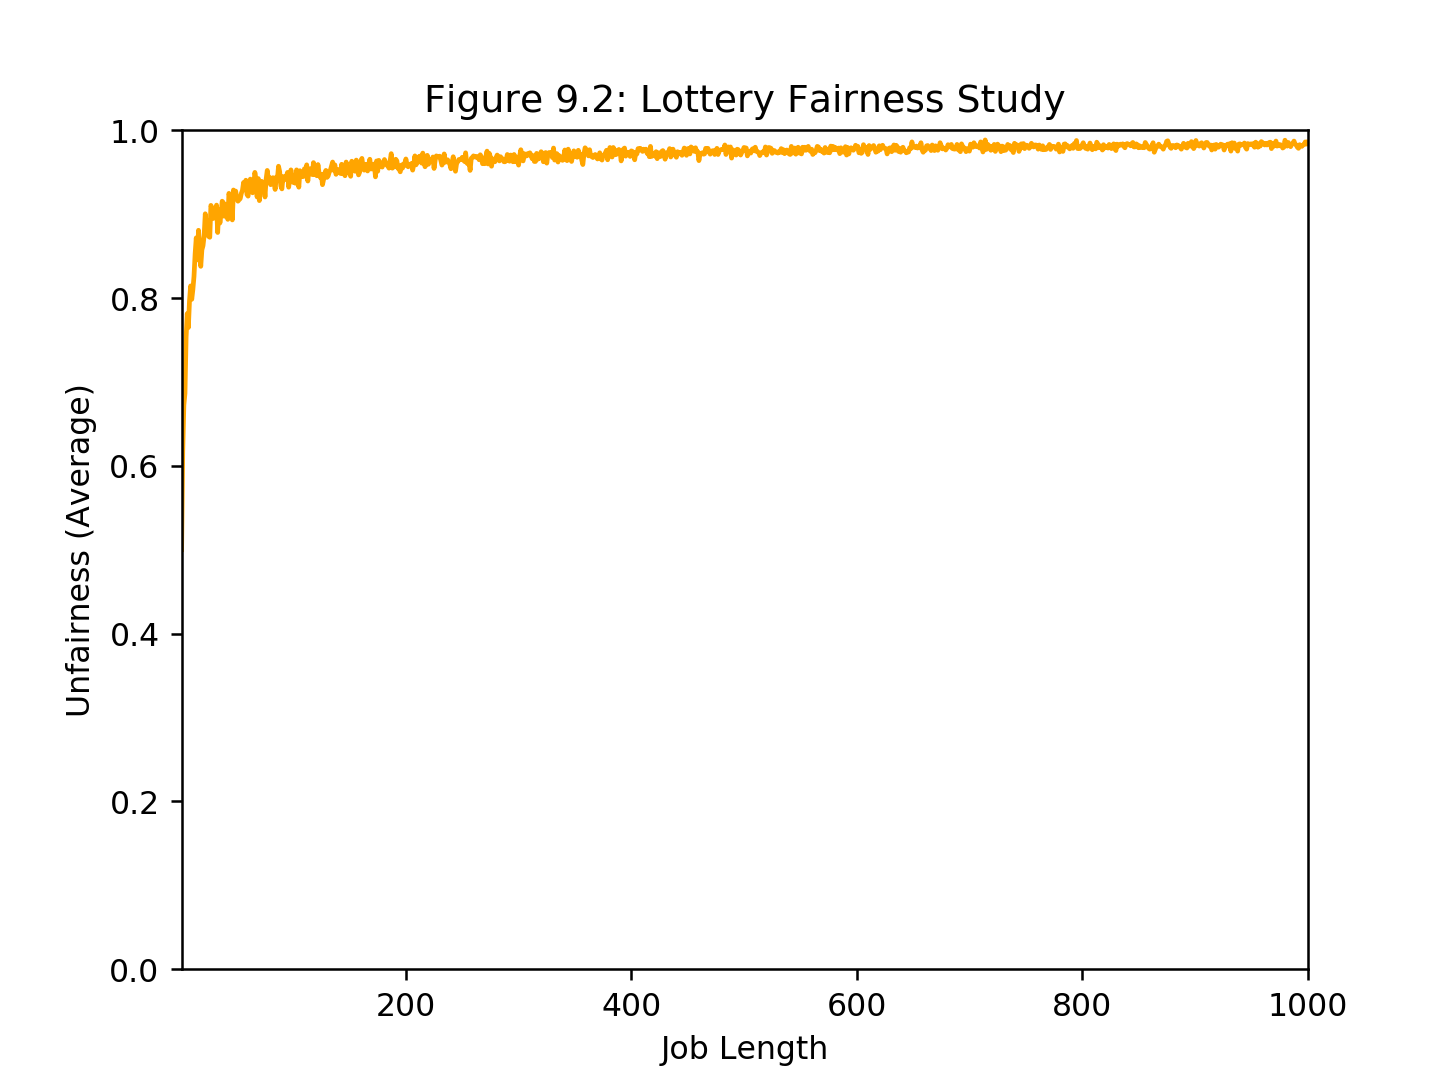 Figure 9.2: Lottery Fairness Study
1.0
0.8
0.6
0.4
0.2
0.0
Unfairness (Average)
200 400 600 800 1000
Job Length